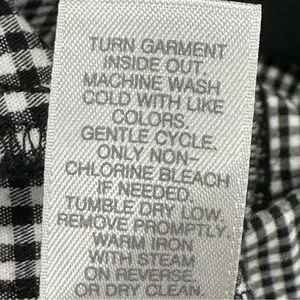 TURN GARMENT
INSIDE OUT.
MACHINE WASH
COLD WITH LIKE
COLORS.
GENTLE CYCLE.
ONLY NON-
CHLORINE BLEACH
IF NEEDED.
TUMBLE DRY LOW.
REMOVE PROMPTLY.
WARM IRON
WITH STEAM
ON REVERSE
OR DRY CLEAN.